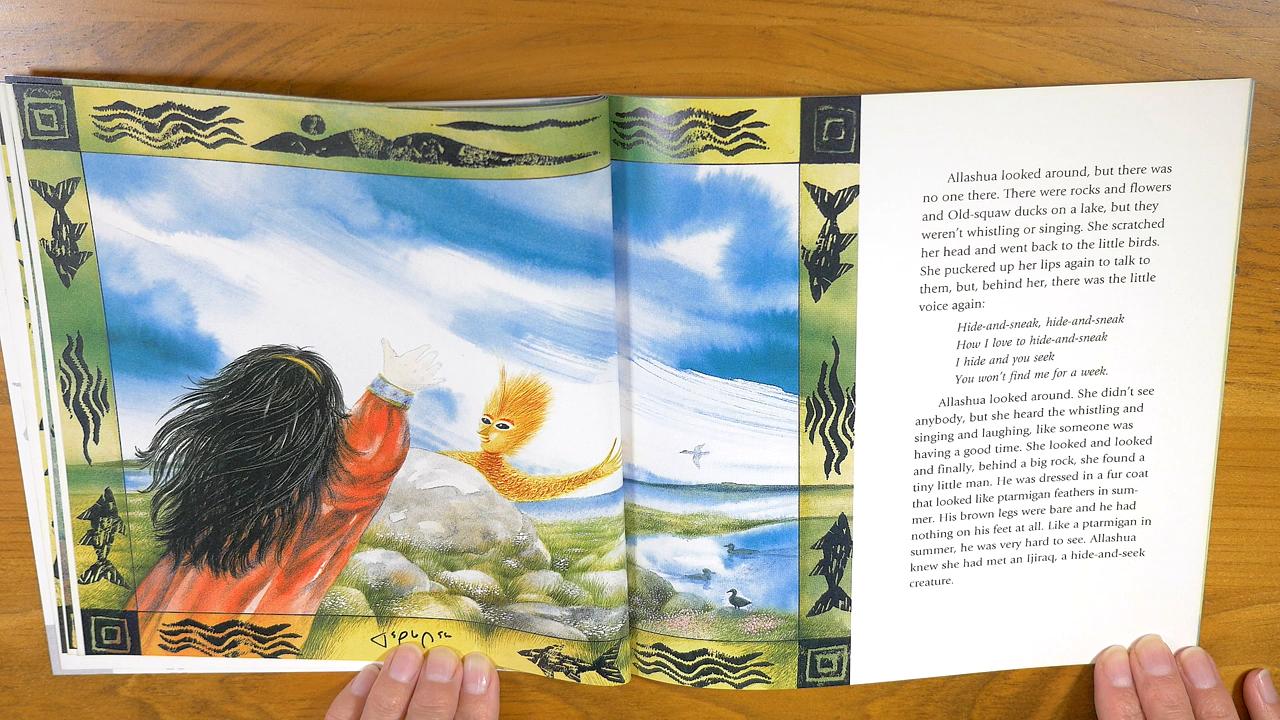 Allashua looked around, but there was
no one there. There were rocks and flowers
and Old-squaw ducks on a lake, but they
weren't whistling or singing. She scratched
her head and went back to the little birds.
She puckered up her lips again to talk to
them, but, behind her, there was the little
voice again:
Hide-and-sneak, hide-and-sneak
How I love to hide-and-sneak
I hide and you seek
You won't find me for a week.
Allashua looked around. She didn't see
anybody, but she heard the whistling and
singing and laughing, like someone was
having a good time. She looked and looked
and finally, behind a big rock, she found a
tiny little man. He was dressed in a fur coat
that looked like ptarmigan feathers in sum-
mer. His brown legs were bare and he had
nothing on his feet at all. Like a ptarmigan in
summer, he was very hard to see. Allashua
knew she had met an Ijiraq, a hide-and-seek
creature.